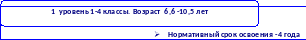 1 уровень 1-4 классы. Возраст 6,6 -10,5 лет
➢ Нормативный срок освоения -4 года